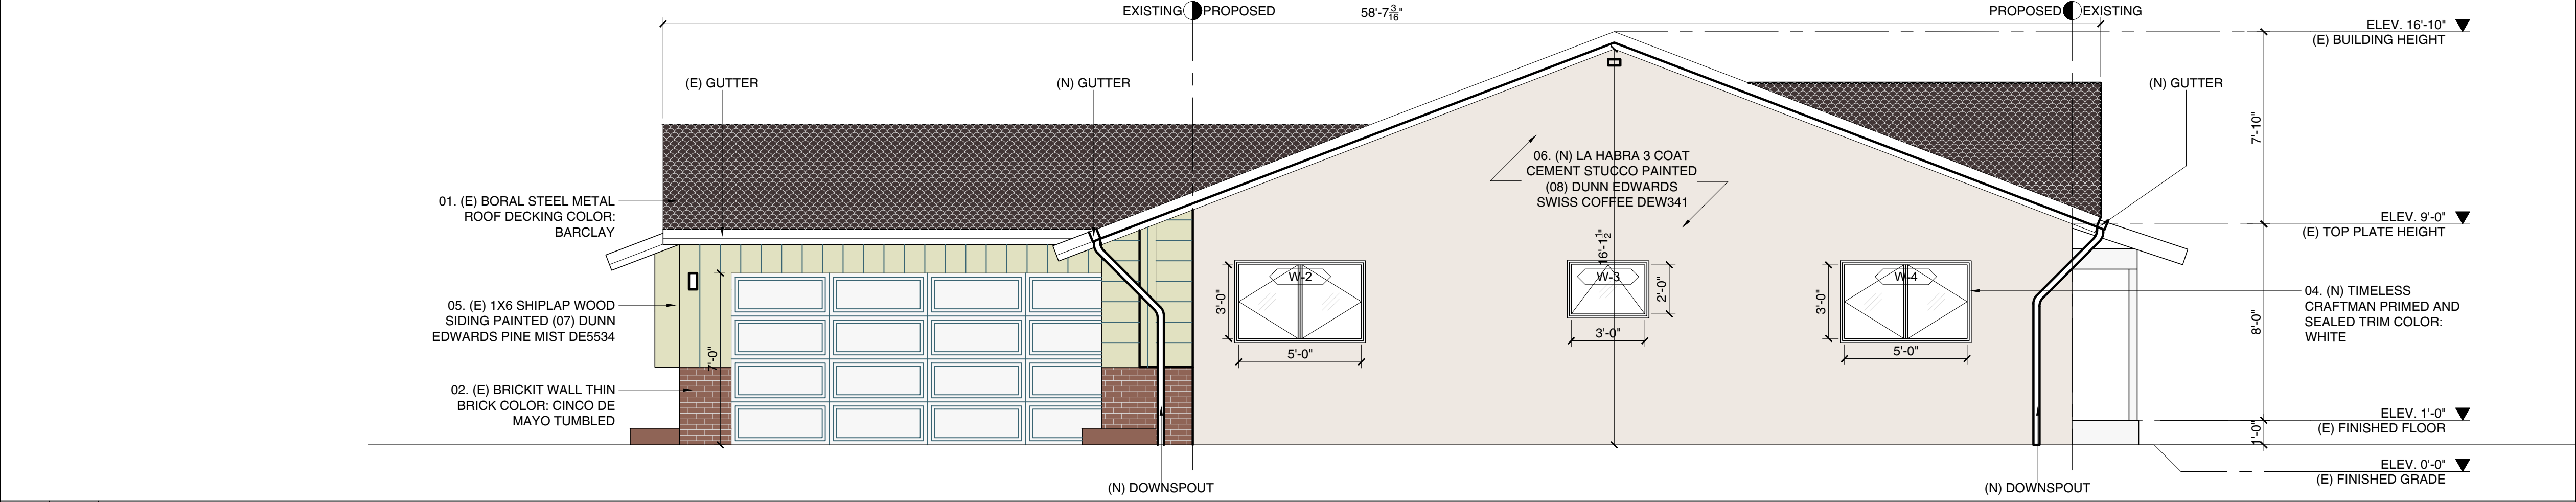 EXISTING PROPOSED
58'-7 3/16"
PROPOSED EXISTING
ELEV. 16'-10"
(E) BUILDING HEIGHT
(E) GUTTER
(N) GUTTER
(N) GUTTER
7'-10"
06. (N) LA HABRA 3 COAT
CEMENT STUCCO PAINTED
(08) DUNN EDWARDS
SWISS COFFEE DEW341
01. (E) BORAL STEEL METAL
ROOF DECKING COLOR:
BARCLAY
ELEV. 9'-0"
(E) TOP PLATE HEIGHT
16'-1 1/2"
W-2
W-3
W-4
3'-0"
2'-0"
3'-0"
3'-0"
5'-0"
5'-0"
05. (E) 1X6 SHIPLAP WOOD
SIDING PAINTED (07) DUNN
EDWARDS PINE MIST DE5534
04. (N) TIMELESS
CRAFTMAN PRIMED AND
SEALED TRIM COLOR:
WHITE
8'-0"
7'-0"
02. (E) BRICKIT WALL THIN
BRICK COLOR: CINCO DE
MAYO TUMBLED
ELEV. 1'-0"
(E) FINISHED FLOOR
1'-0"
ELEV. 0'-0"
(E) FINISHED GRADE
(N) DOWNSPOUT
(N) DOWNSPOUT